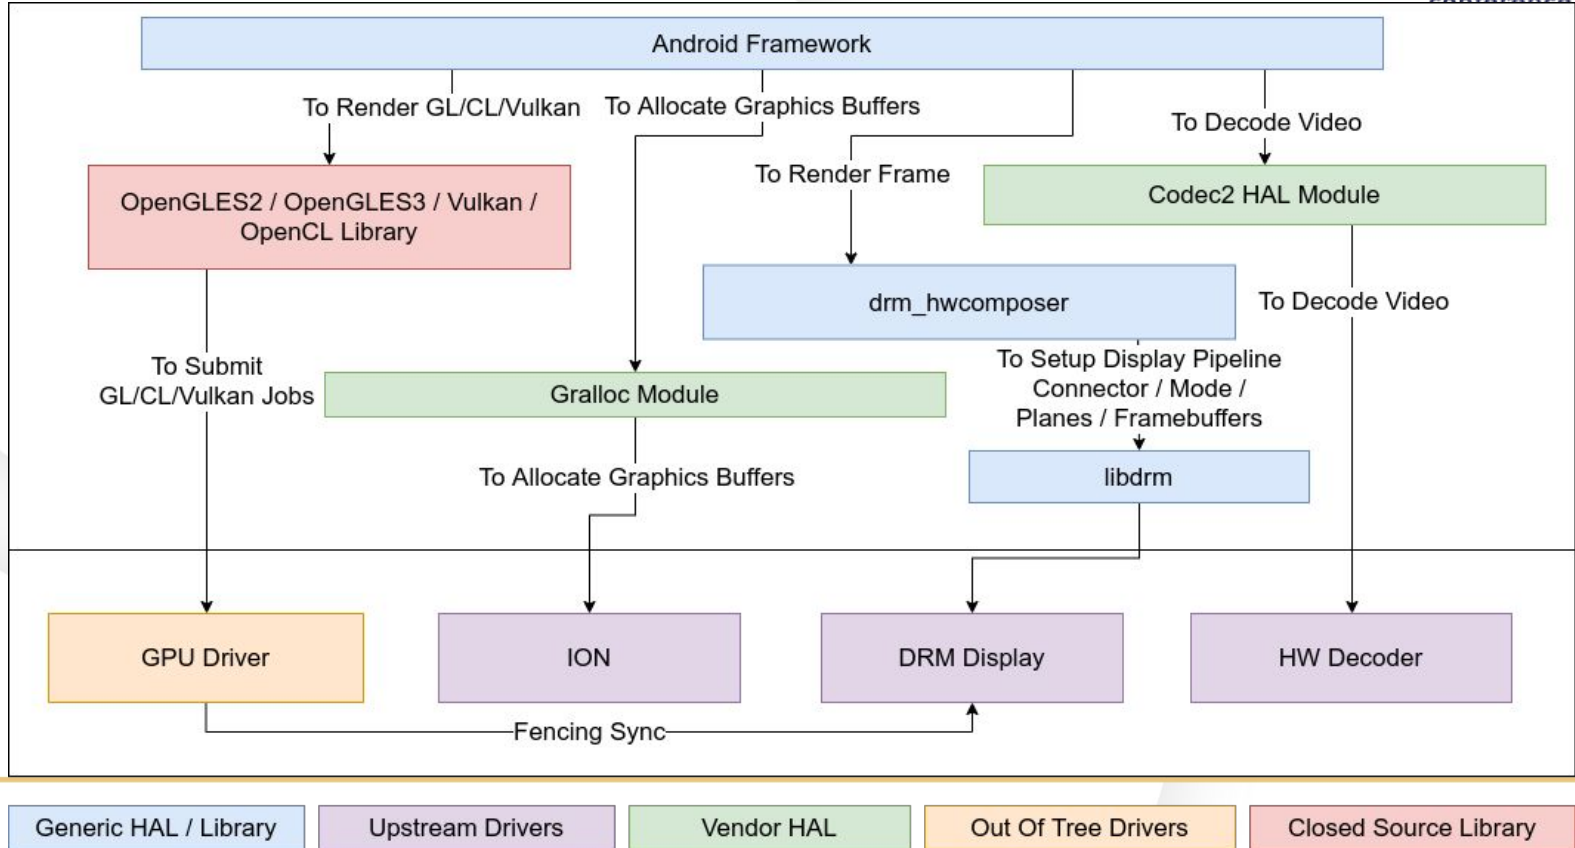 Android Framework
To Render GL/CL/Vulkan
To Allocate Graphics Buffers
To Decode Video
To Render Frame
OpenGLES2 / OpenGLES3 / Vulkan /
OpenCL Library
Codec2 HAL Module
drm_hwcomposer
To Decode Video
To Submit
GL/CL/Vulkan Jobs
Gralloc Module
To Setup Display Pipeline
Connector / Mode /
Planes / Framebuffers
To Allocate Graphics Buffers
libdrm
GPU Driver
ION
DRM Display
HW Decoder
Fencing Sync
Generic HAL / Library
Upstream Drivers
Vendor HAL
Out Of Tree Drivers
Closed Source Library